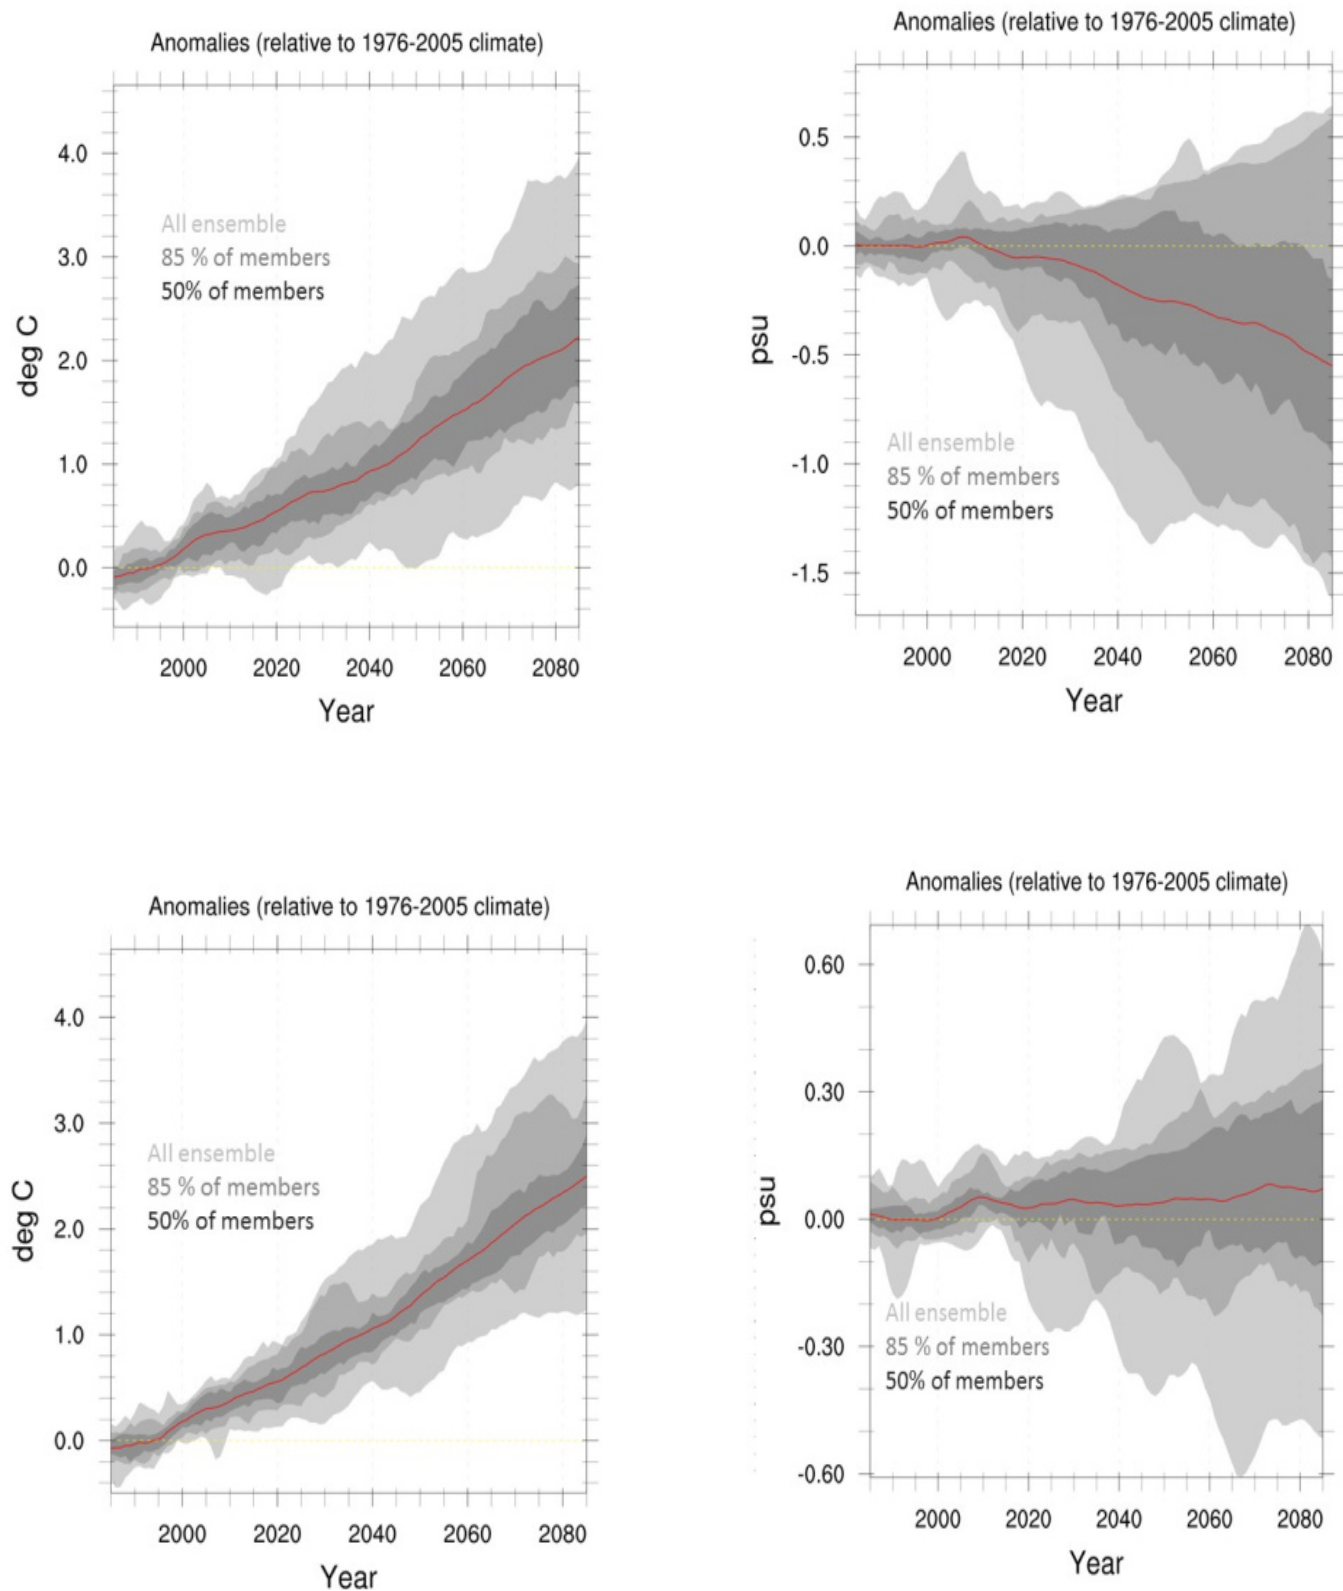 Anomalies (relative to 1976-2005 climate)
4.0
3.0
2.0
1.0
0.0
deg C
All ensemble
85 % of members
50% of members
2000 2020 2040 2060 2080
Year
Anomalies (relative to 1976-2005 climate)
0.5
0.0
-0.5
-1.0
-1.5
psu
All ensemble
85 % of members
50% of members
2000 2020 2040 2060 2080
Year
Anomalies (relative to 1976-2005 climate)
4.0
3.0
2.0
1.0
0.0
deg C
All ensemble
85 % of members
50% of members
2000 2020 2040 2060 2080
Year
Anomalies (relative to 1976-2005 climate)
0.60
0.30
0.00
-0.30
-0.60
psu
All ensemble
85 % of members
50% of members
2000 2020 2040 2060 2080
Year